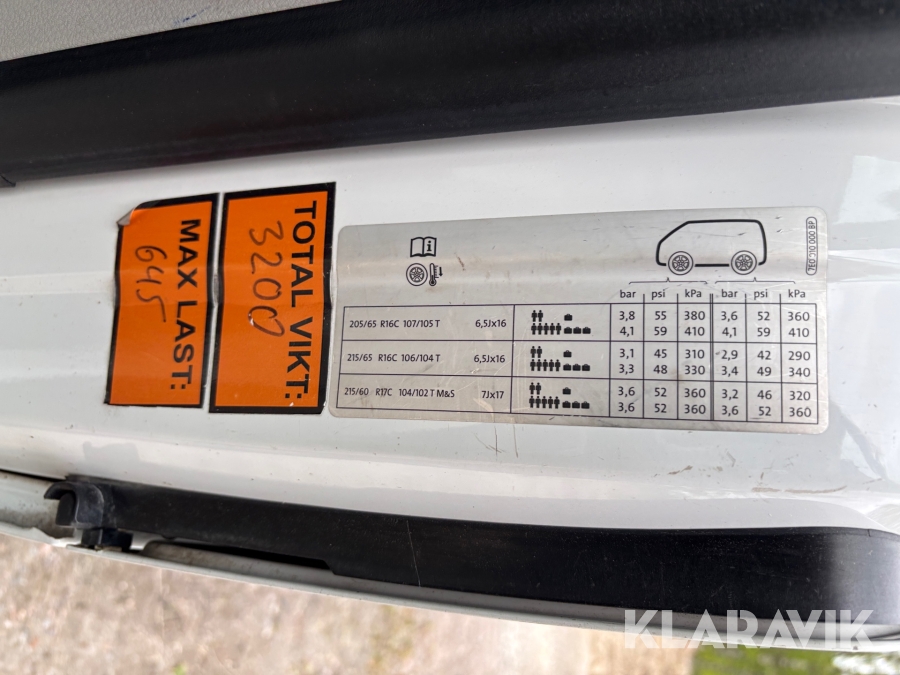 7E0 C10 000 BP
bar psi kPa bar psi kPa
205/65 R16C 107/105 T 6,5Jx16 3,8 55 380 3,6 52 360
4,1 59 410 4,1 59 410
215/65 R16C 106/104 T 6,5Jx16 3,1 45 310 2,9 42 290
3,3 48 330 3,4 49 340
215/60 R17C 104/102 T M&S 7Jx17 3,6 52 360 3,2 46 320
3,6 52 360 3,6 52 360
TOTAL VIKT:
3200
MAX LAST:
645
KLARAVIK